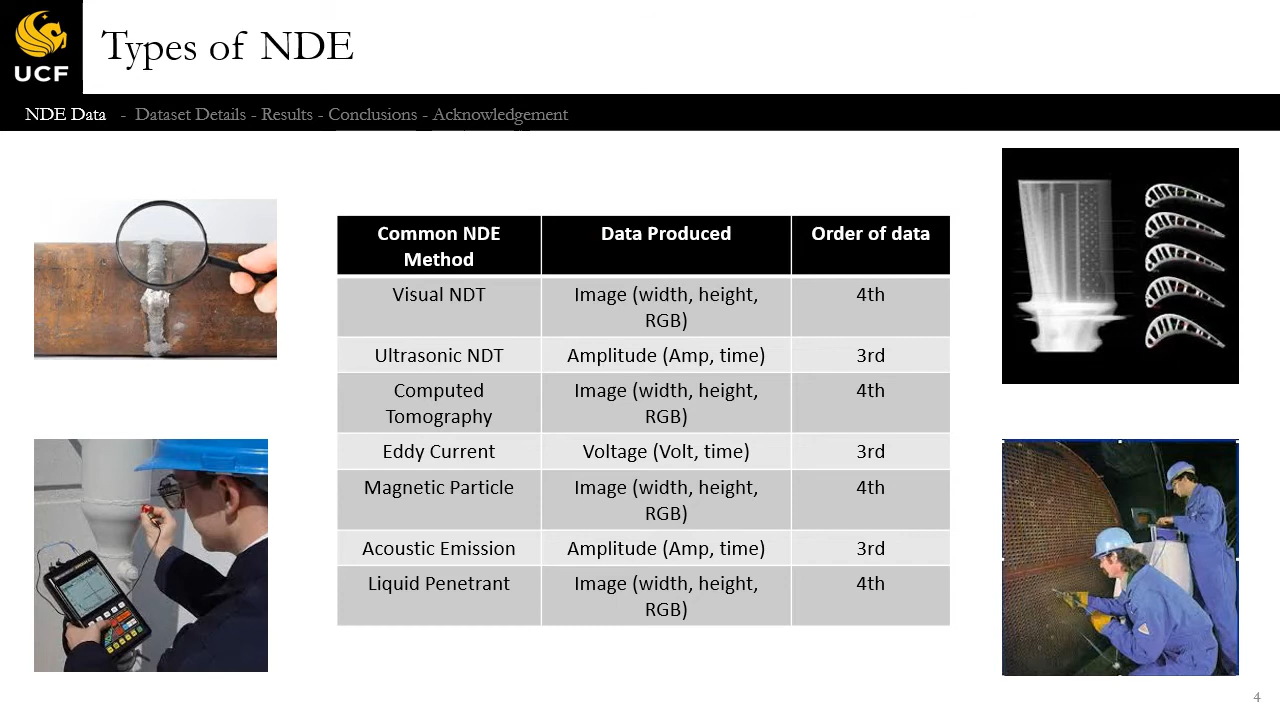 UCF
Types of NDE
NDE Data - Dataset Details - Results - Conclusions - Acknowledgement
Common NDE
Method
Data Produced
Order of data
Visual NDT
Image (width, height,
RGB)
4th
Ultrasonic NDT
Amplitude (Amp, time)
3rd
Computed
Tomography
Image (width, height,
RGB)
4th
Eddy Current
Voltage (Volt, time)
3rd
Magnetic Particle
Image (width, height,
RGB)
4th
Acoustic Emission
Amplitude (Amp, time)
3rd
Liquid Penetrant
Image (width, height,
RGB)
4th
4